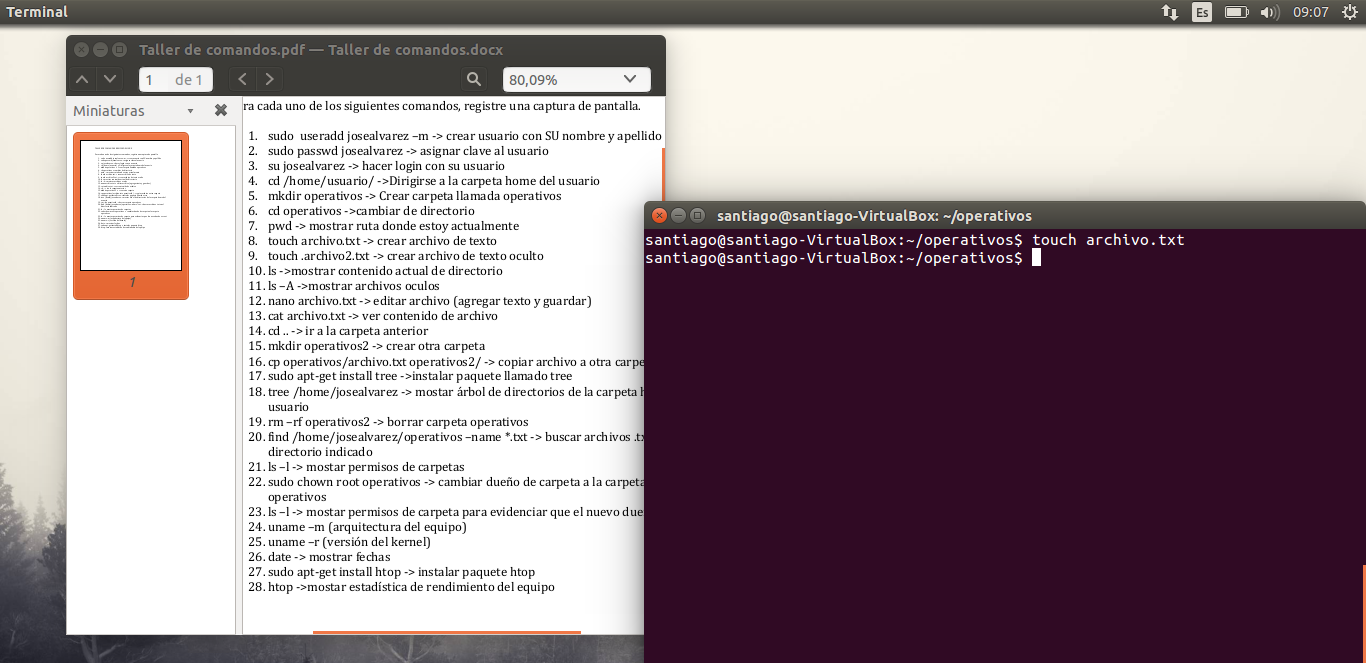 Terminal
Es
09:07
Taller de comandos.pdf — Taller de comandos.docx
1 de 1
80,09%
Miniaturas
1
ra cada uno de los siguientes comandos, registre una captura de pantalla.
1. sudo useradd josealvarez –m -> crear usuario con SU nombre y apellido
2. sudo passwd josealvarez -> asignar clave al usuario
3. su josealvarez -> hacer login con su usuario
4. cd /home/usuario/ ->Dirigirse a la carpeta home del usuario
5. mkdir operativos -> Crear carpeta llamada operativos
6. cd operativos ->cambiar de directorio
7. pwd -> mostrar ruta donde estoy actualmente
8. touch archivo.txt -> crear archivo de texto
9. touch .archivo2.txt -> crear archivo de texto oculto
10. ls ->mostrar contenido actual de directorio
11. ls –A ->mostrar archivos oculos
12. nano archivo.txt -> editar archivo (agregar texto y guardar)
13. cat archivo.txt -> ver contenido de archivo
14. cd .. -> ir a la carpeta anterior
15. mkdir operativos2 -> crear otra carpeta
16. cp operativos/archivo.txt operativos2/ -> copiar archivo a otra carpe
17. sudo apt-get install tree ->instalar paquete llamado tree
18. tree /home/josealvarez -> mostar árbol de directorios de la carpeta h
usuario
19. rm –rf operativos2 -> borrar carpeta operativos
20. find /home/josealvarez/operativos –name *.txt -> buscar archivos .tx
directorio indicado
21. ls –l -> mostar permisos de carpetas
22. sudo chown root operativos -> cambiar dueño de carpeta a la carpeta
operativos
23. ls –l -> mostar permisos de carpeta para evidenciar que el nuevo due
24. uname –m (arquitectura del equipo)
25. uname –r (versión del kernel)
26. date -> mostrar fechas
27. sudo apt-get install htop -> instalar paquete htop
28. htop ->mostar estadística de rendimiento del equipo
santiago@santiago-VirtualBox: ~/operativos
santiago@santiago-VirtualBox:~/operativos$ touch archivo.txt
santiago@santiago-VirtualBox:~/operativos$